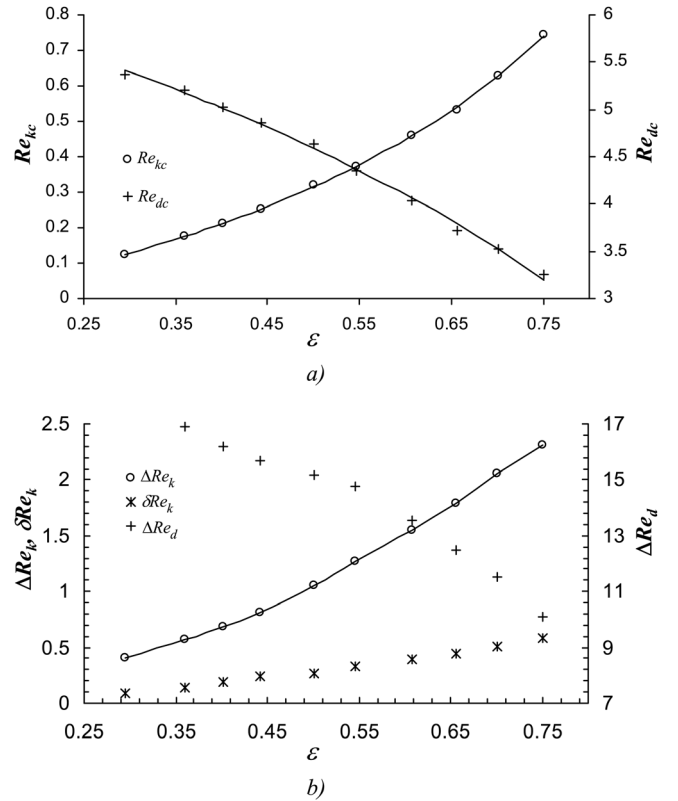 0.8
0.7
0.6
0.5
0.4
0.3
0.2
0.1
0
Re_kc
Re_kc
Re_dc
6
5.5
5
4.5
4
3.5
3
Re_dc
0.25 0.35 0.45 0.55 0.65 0.75
ε
a)
2.5
2
1.5
1
0.5
0
ΔRe_k, δRe_k
ΔRe_k
δRe_k
ΔRe_d
17
15
13
11
9
7
ΔRe_d
0.25 0.35 0.45 0.55 0.65 0.75
ε
b)